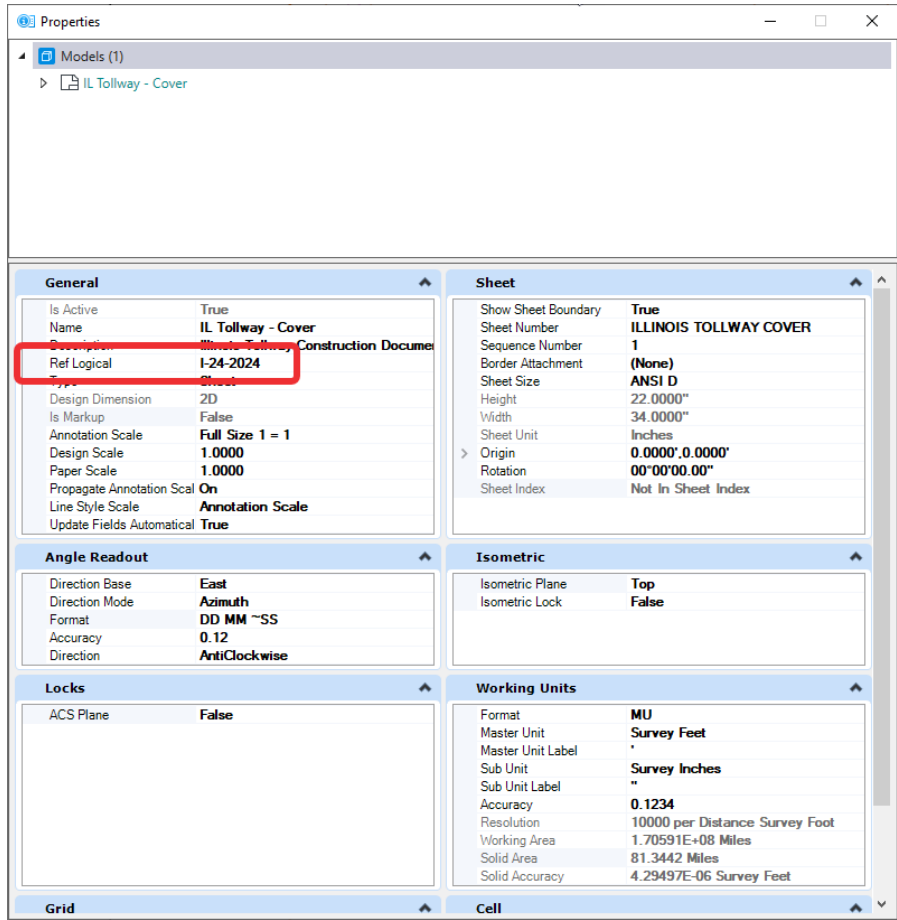 Properties
Models (1)
IL Tollway - Cover
General
Is Active True
Name IL Tollway - Cover
Description Illinois Tollway Construction Documen
Ref Logical I-24-2024
Type Sheet
Design Dimension 2D
Is Markup False
Annotation Scale Full Size 1 = 1
Design Scale 1.0000
Paper Scale 1.0000
Propagate Annotation Scal On
Line Style Scale Annotation Scale
Update Fields Automatical True
Sheet
Show Sheet Boundary True
Sheet Number ILLINOIS TOLLWAY COVER
Sequence Number 1
Border Attachment (None)
Sheet Size ANSI D
Height 22.0000"
Width 34.0000"
Sheet Unit Inches
Origin 0.0000',0.0000'
Rotation 00°00'00.00"
Sheet Index Not In Sheet Index
Angle Readout
Direction Base East
Direction Mode Azimuth
Format DD MM ~SS
Accuracy 0.12
Direction AntiClockwise
Isometric
Isometric Plane Top
Isometric Lock False
Locks
ACS Plane False
Working Units
Format MU
Master Unit Survey Feet
Master Unit Label '
Sub Unit Survey Inches
Sub Unit Label "
Accuracy 0.1234
Resolution 10000 per Distance Survey Foot
Working Area 1.70591E+08 Miles
Solid Area 81.3442 Miles
Solid Accuracy 4.29497E-06 Survey Feet
Grid
Cell